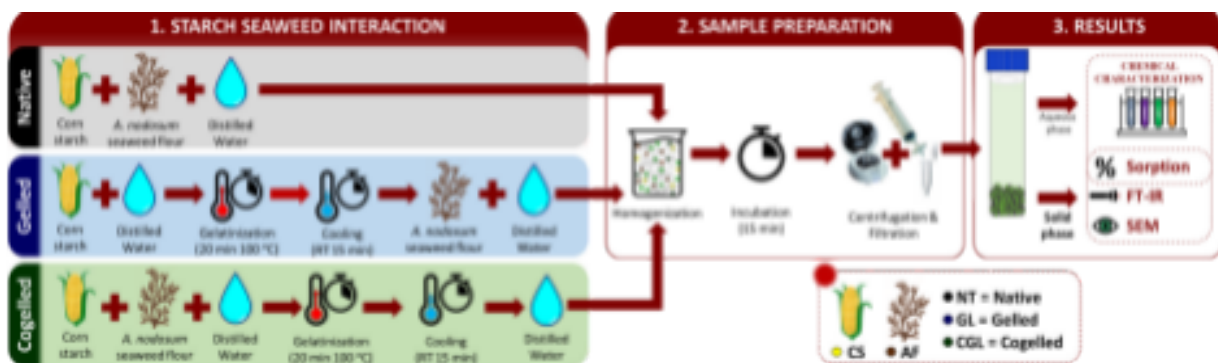 1. STARCH SEAWEED INTERACTION
Native
Corn
starch
A. nodosum
seaweed flour
Distilled
Water
Gelled
Corn
starch
Distilled
Water
Gelatinization
(20 min 100 °C)
Cooling
(RT 15 min)
A. nodosum
seaweed flour
Distilled
Water
Cogelled
Corn
starch
A. nodosum
seaweed flour
Distilled
Water
Gelatinization
(20 min 100 °C)
Cooling
(RT 15 min)
Distilled
Water
2. SAMPLE PREPARATION
Homogenization
Incubation
(15 min)
Centrifugation &
Filtration
3. RESULTS
Aqueous
phase
Solid
phase
CHEMICAL
CHARACTERIZATION
% Sorption
FT-IR
SEM
CS
AF
NT = Native
GL = Gelled
CGL = Cogelled